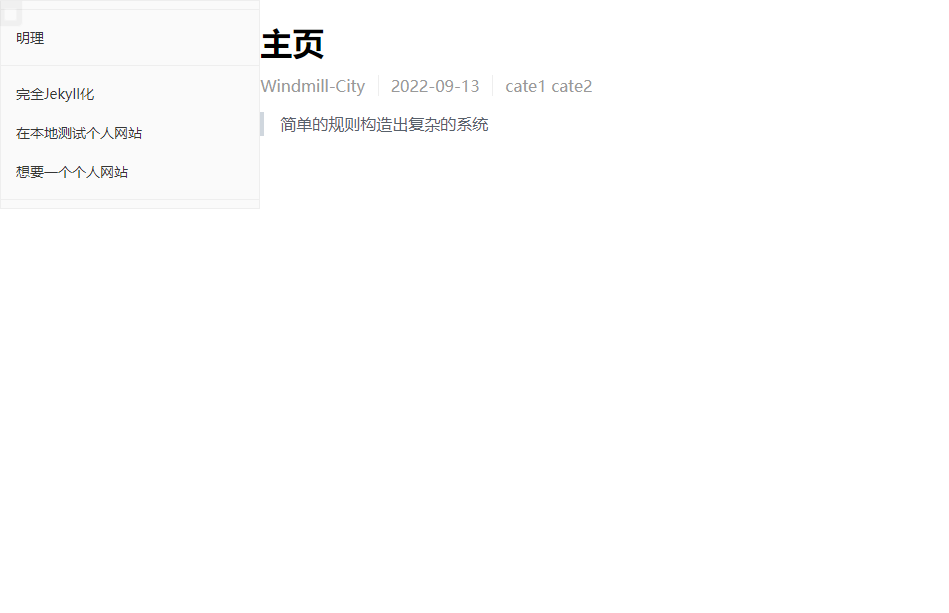 明理
完全Jekyll化
在本地测试个人网站
想要一个个人网站
主页
Windmill-City 2022-09-13 cate1 cate2
简单的规则构造出复杂的系统